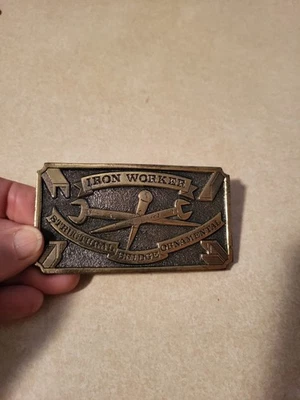 IRON WORKER
STRUCTURAL
BRIDGE
ORNAMENTAL